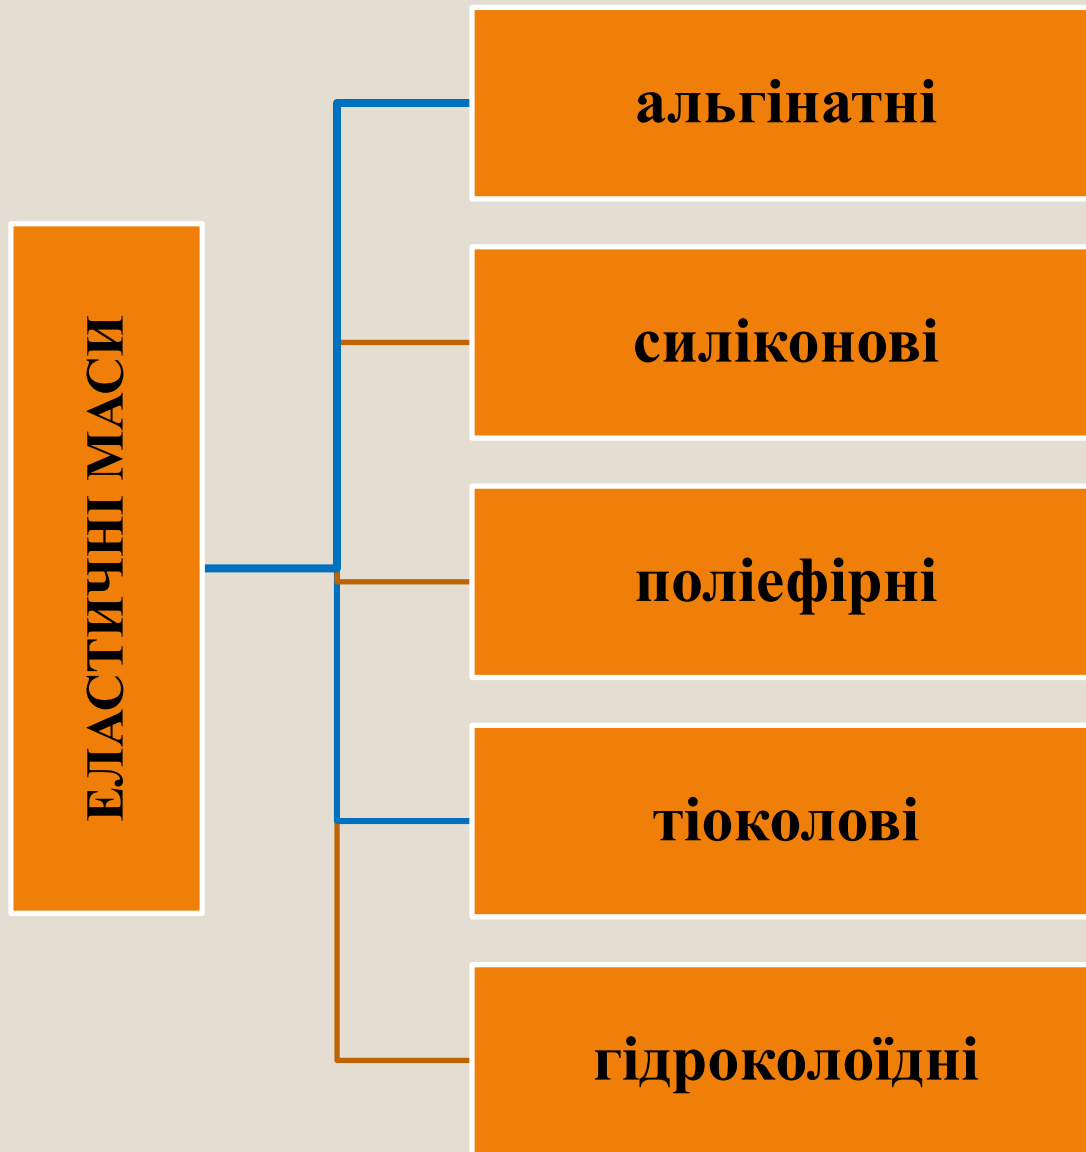 ЕЛАСТИЧНІ МАСИ
альгінатні
силіконові
поліефірні
тіоколові
гідроколоїдні